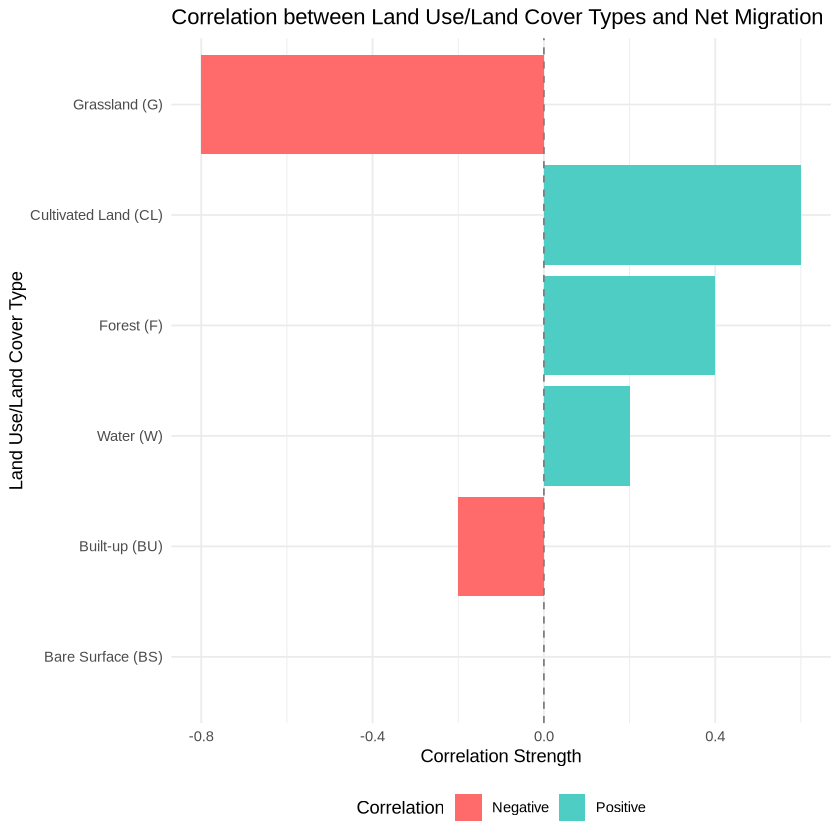 Correlation between Land Use/Land Cover Types and Net Migration
Land Use/Land Cover Type
Grassland (G)
Cultivated Land (CL)
Forest (F)
Water (W)
Built-up (BU)
Bare Surface (BS)
-0.8 -0.4 0.0 0.4
Correlation Strength
Correlation Negative Positive